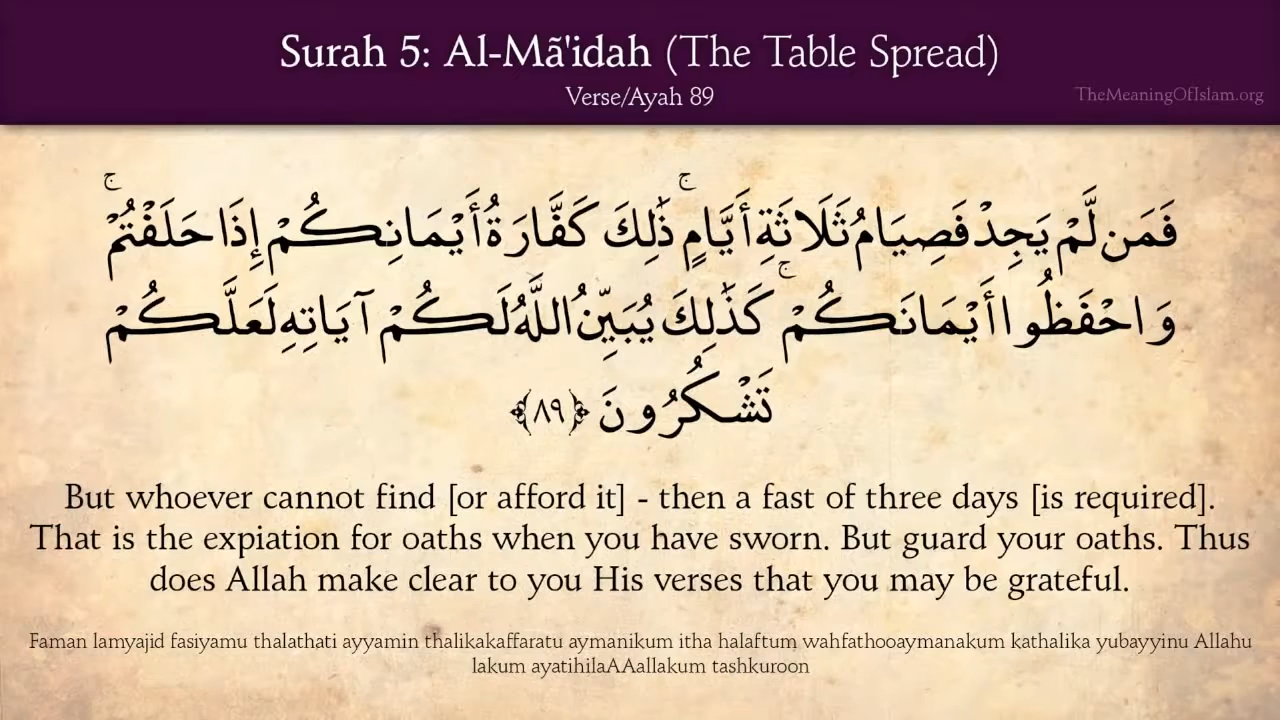 Surah 5: Al-Mã'idah (The Table Spread)
Verse/Ayah 89
TheMeaningOfIslam.org
فَمَن لَّمْ يَجِدْ فَصِيَامُ ثَلَاثَةِ أَيَّامٍ ۚ ذَٰلِكَ كَفَّارَةُ أَيْمَانِكُمْ إِذَا حَلَفْتُمْ ۚ
وَاحْفَظُوا أَيْمَانَكُمْ ۚ كَذَٰلِكَ يُبَيِّنُ اللَّهُ لَكُمْ آيَاتِهِ لَعَلَّكُمْ
تَشْكُرُونَ ﴿٨٩﴾
But whoever cannot find [or afford it] - then a fast of three days [is required].
That is the expiation for oaths when you have sworn. But guard your oaths. Thus
does Allah make clear to you His verses that you may be grateful.
Faman lamyajid fasiyamu thalathati ayyamin thalikakaffaratu aymanikum itha halaftum wahfathooaymanakum kathalika yubayyinu Allahu
lakum ayatihilaAAallakum tashkuroon